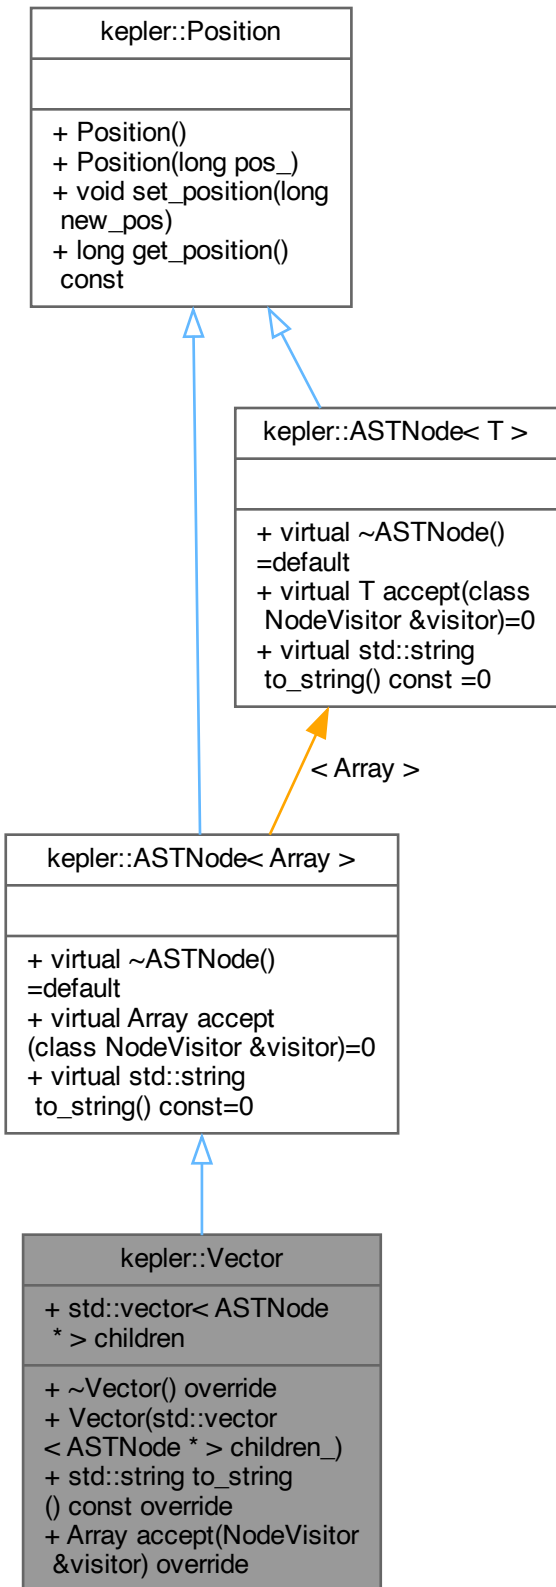 kepler::Position
+ Position()
+ Position(long pos_)
+ void set_position(long
new_pos)
+ long get_position()
const
kepler::ASTNode< T >
+ virtual ~ASTNode()
=default
+ virtual T accept(class
NodeVisitor &visitor)=0
+ virtual std::string
to_string() const =0
< Array >
kepler::ASTNode< Array >
+ virtual ~ASTNode()
=default
+ virtual Array accept
(class NodeVisitor &visitor)=0
+ virtual std::string
to_string() const=0
kepler::Vector
+ std::vector< ASTNode
* > children
+ ~Vector() override
+ Vector(std::vector
< ASTNode * > children_)
+ std::string to_string
() const override
+ Array accept(NodeVisitor
&visitor) override